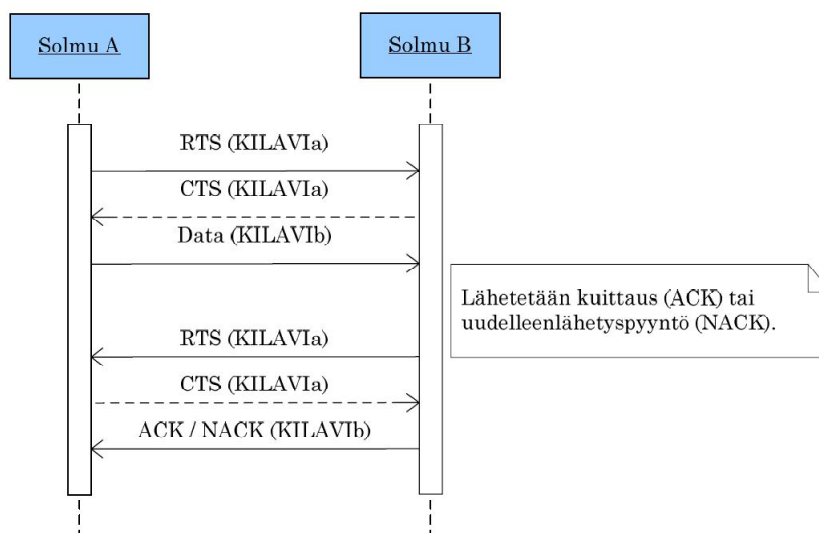 Solmu A
Solmu B
RTS (KILAVIa)
CTS (KILAVIa)
Data (KILAVIb)
Lähetetään kuittaus (ACK) tai
uudelleenlähetyspyyntö (NACK).
RTS (KILAVIa)
CTS (KILAVIa)
ACK / NACK (KILAVIb)